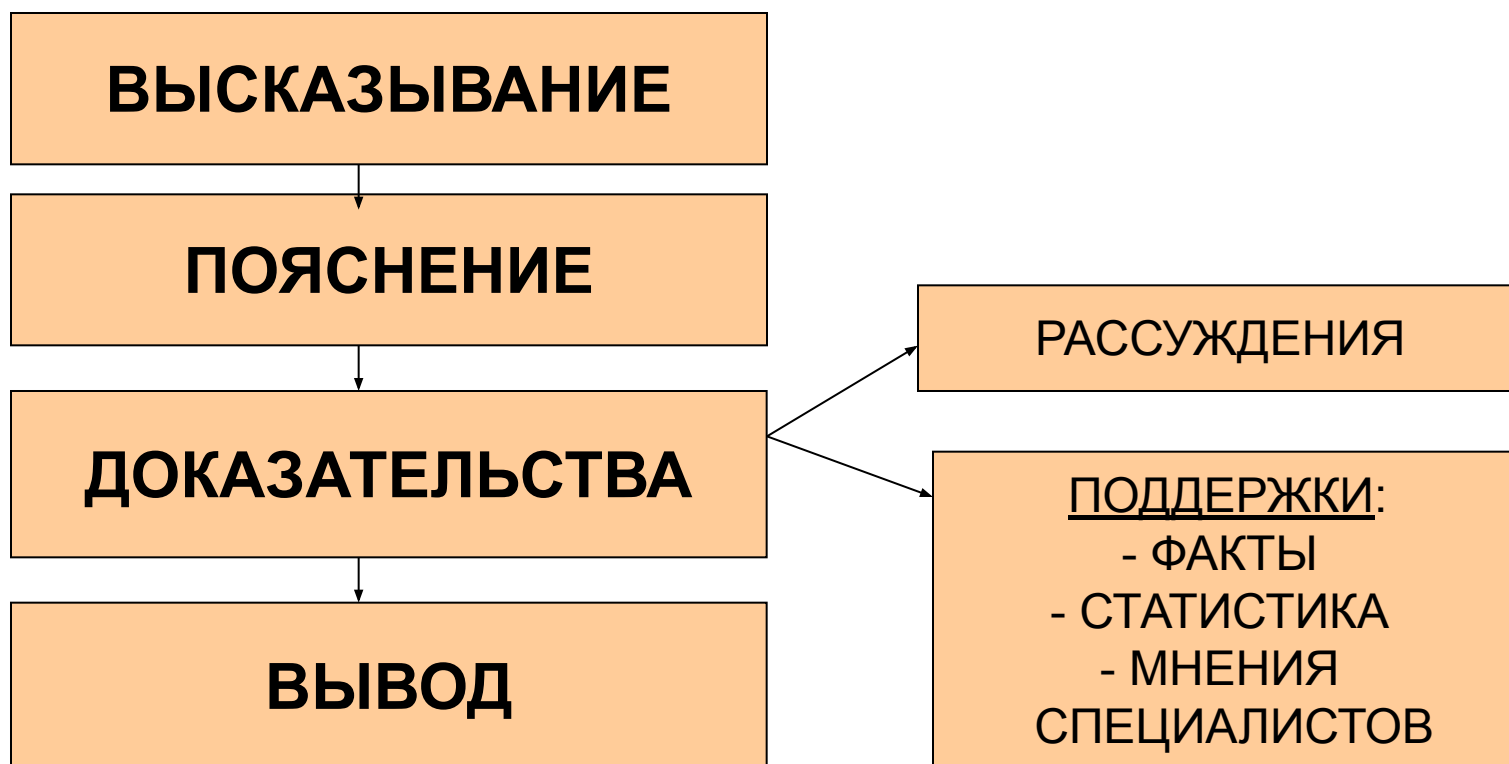 ВЫСКАЗЫВАНИЕ
ПОЯСНЕНИЕ
ДОКАЗАТЕЛЬСТВА
ВЫВОД
РАССУЖДЕНИЯ
ПОДДЕРЖКИ:
- ФАКТЫ
- СТАТИСТИКА
- МНЕНИЯ
СПЕЦИАЛИСТОВ